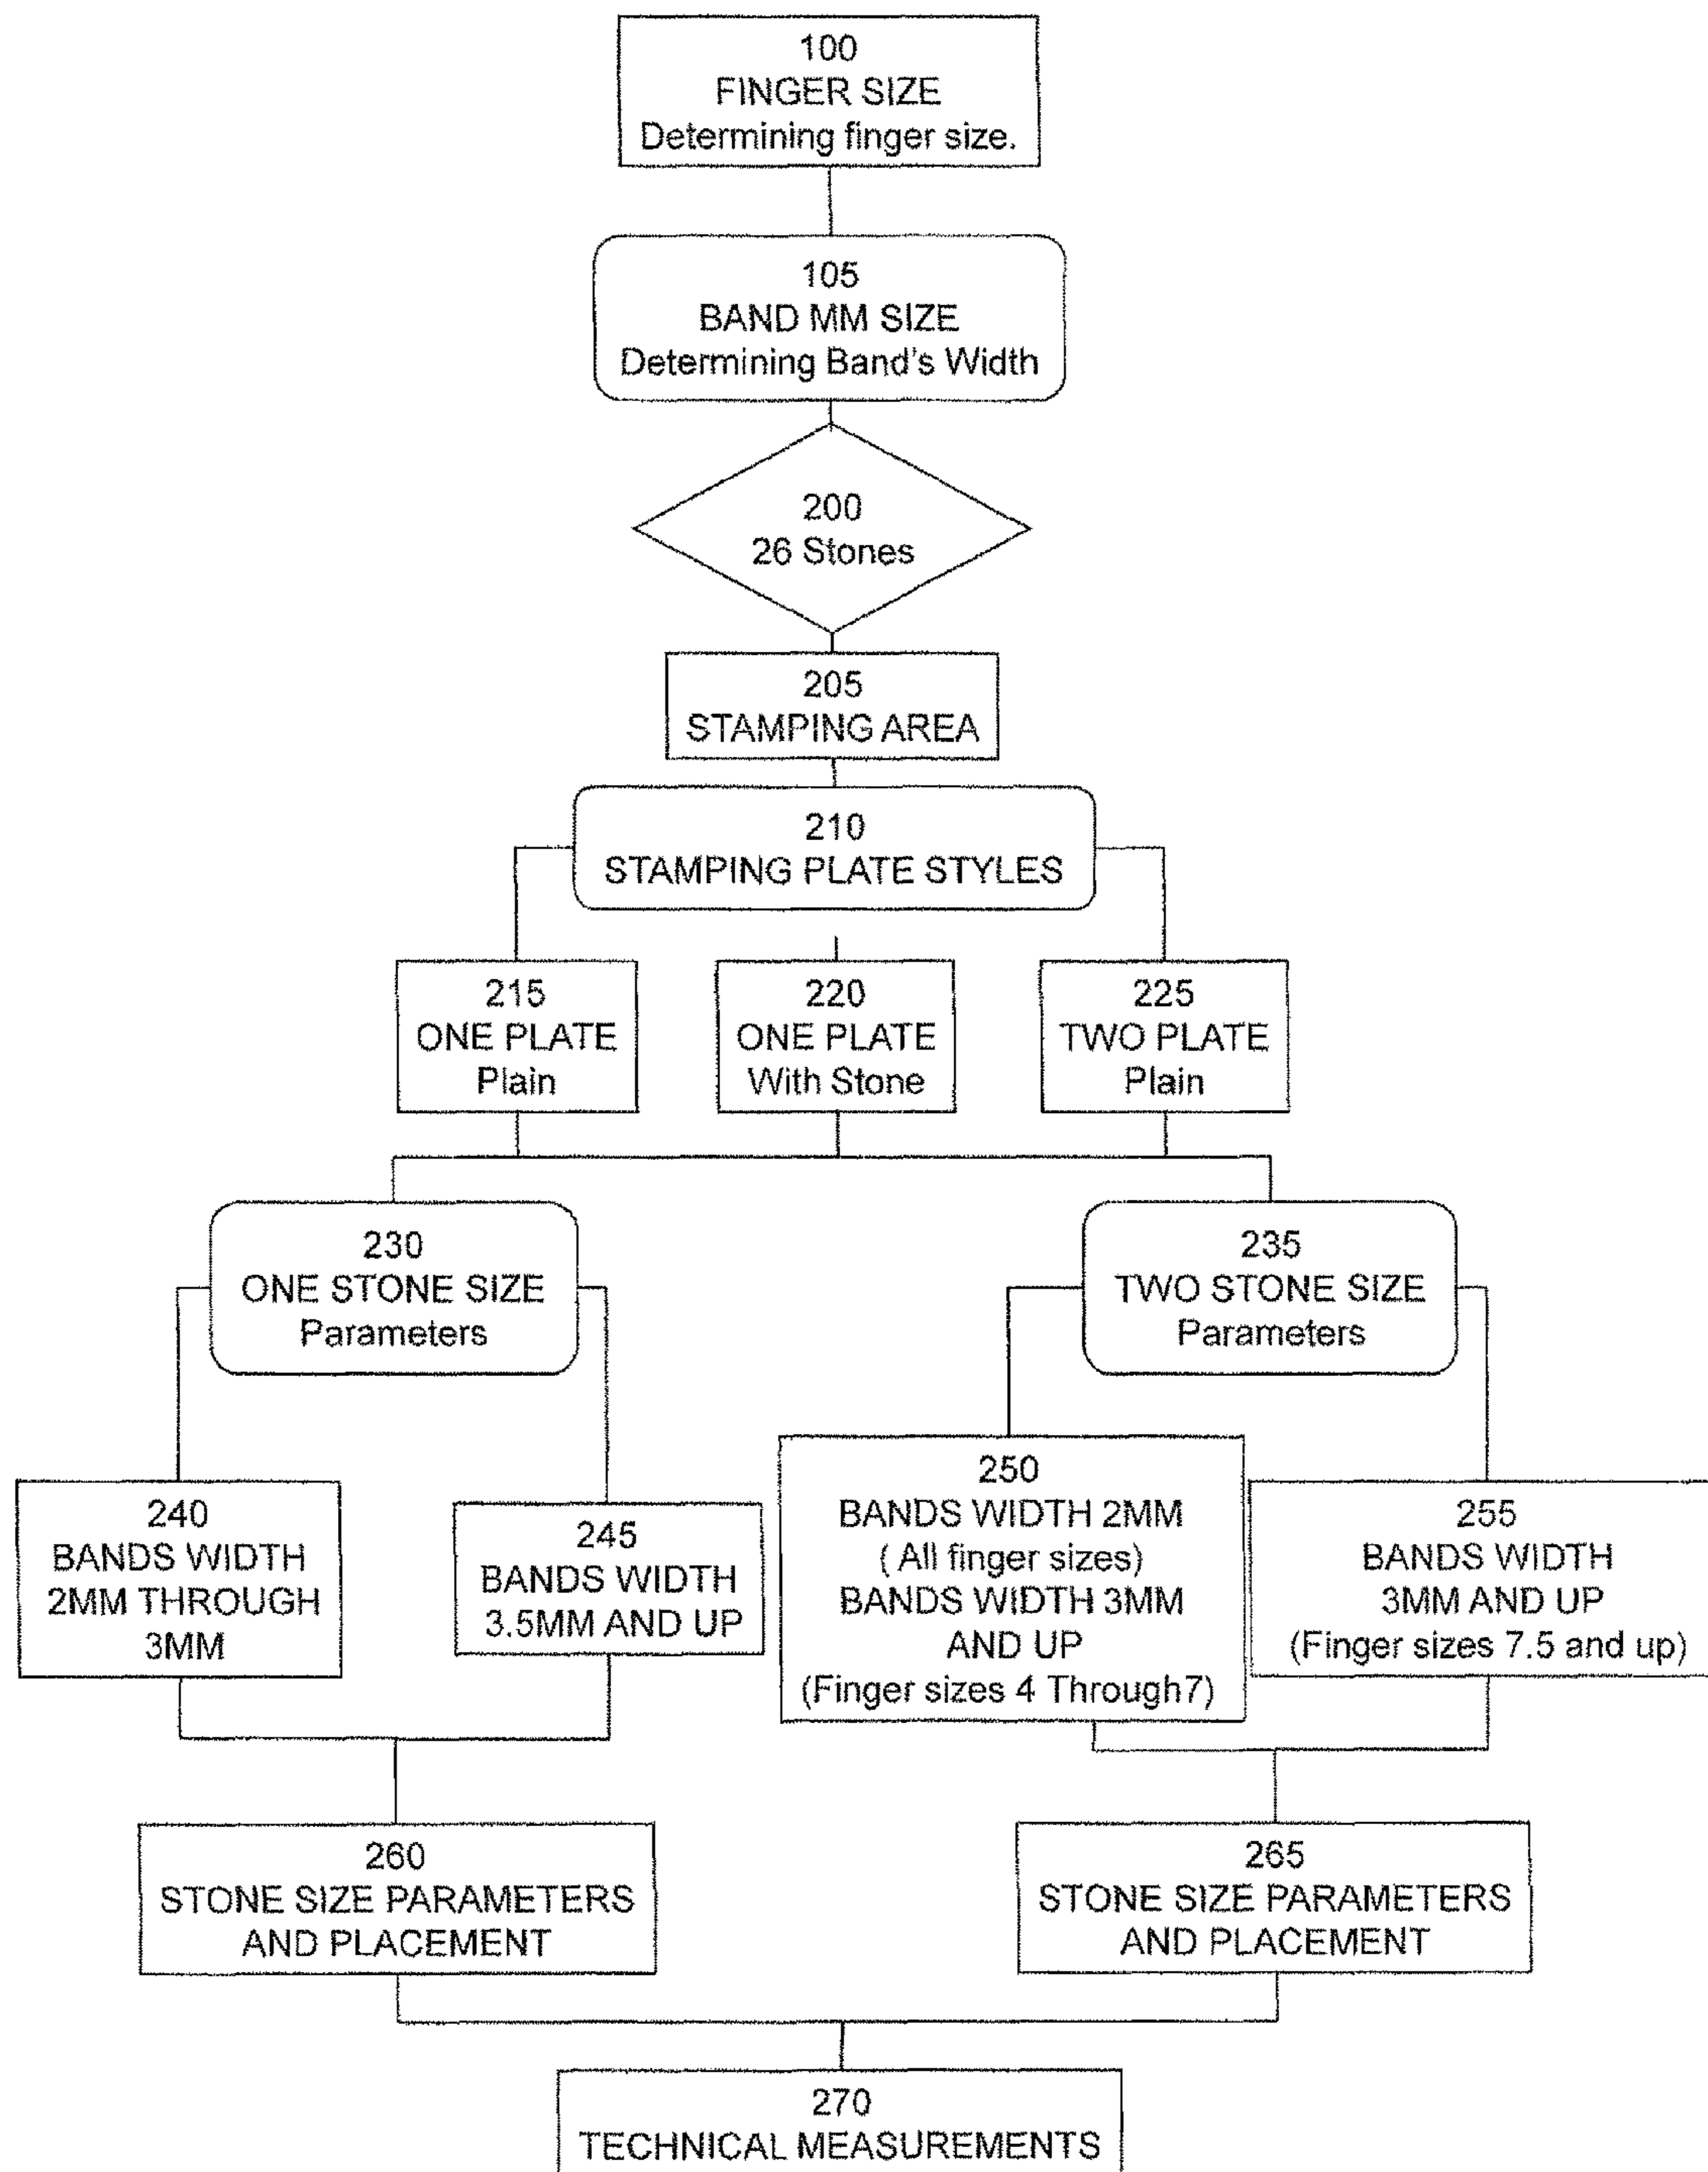 100
FINGER SIZE
Determining finger size.
105
BAND MM SIZE
Determining Band's Width
200
26 Stones
205
STAMPING AREA
210
STAMPING PLATE STYLES
215
ONE PLATE
Plain
220
ONE PLATE
With Stone
225
TWO PLATE
Plain
230
ONE STONE SIZE
Parameters
235
TWO STONE SIZE
Parameters
240
BANDS WIDTH
2MM THROUGH
3MM
245
BANDS WIDTH
3.5MM AND UP
250
BANDS WIDTH 2MM
( All finger sizes)
BANDS WIDTH 3MM
AND UP
(Finger sizes 4 Through7)
255
BANDS WIDTH
3MM AND UP
(Finger sizes 7.5 and up)
260
STONE SIZE PARAMETERS
AND PLACEMENT
265
STONE SIZE PARAMETERS
AND PLACEMENT
270
TECHNICAL MEASUREMENTS